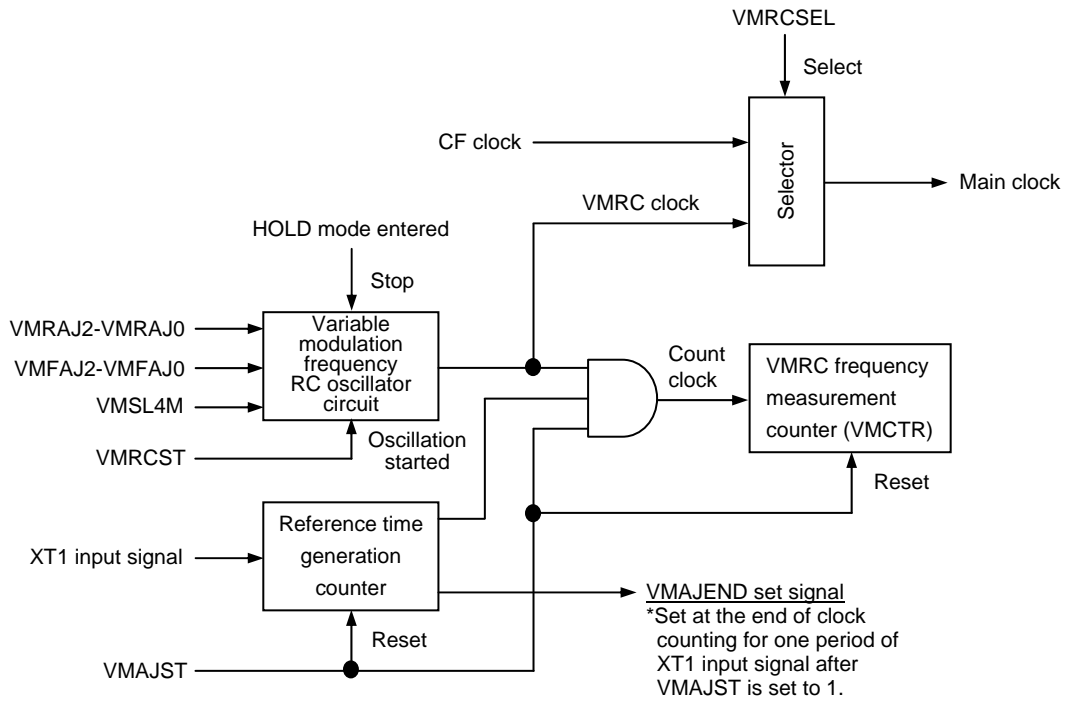 VMRCSEL
Select
CF clock
Selector
Main clock
VMRC clock
HOLD mode entered
Stop
VMRAJ2-VMRAJ0
VMFAJ2-VMFAJ0
VMSL4M
VMRCST
Variable
modulation
frequency
RC oscillator
circuit
Oscillation
started
Count
clock
VMRC frequency
measurement
counter (VMCTR)
Reset
XT1 input signal
Reference time
generation
counter
Reset
VMAJST
VMAJEND set signal
*Set at the end of clock
counting for one period of
XT1 input signal after
VMAJST is set to 1.